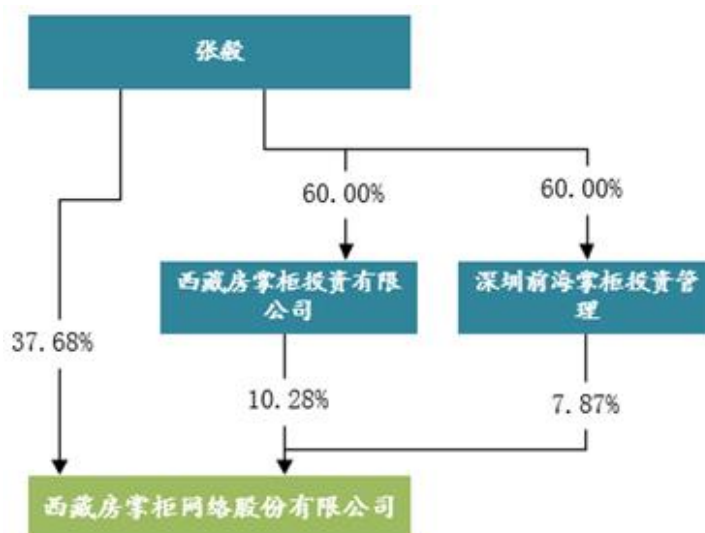 张毅
60.00%
60.00%
西藏房掌柜投资有限
公司
深圳前海掌柜投资管
理
37.68%
10.28%
7.87%
西藏房掌柜网络股份有限公司